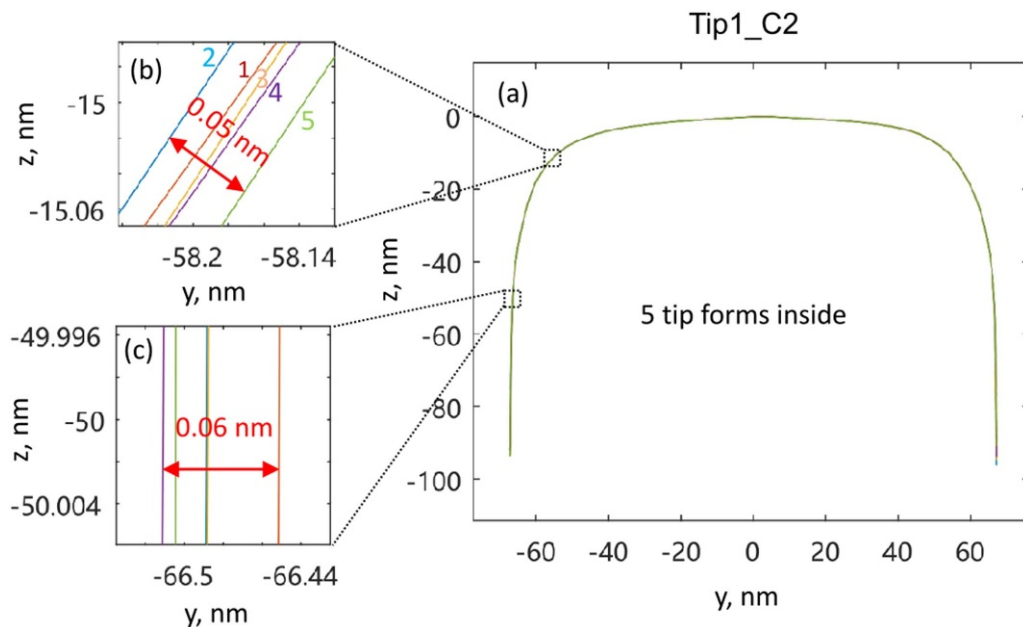 Tip1_C2
(b)
2
1
3
4
5
0.05 nm
-15
-15.06
z, nm
-58.2
-58.14
y, nm
(a)
0
-20
-40
-60
-80
-100
z, nm
5 tip forms inside
-60
-40
-20
0
20
40
60
y, nm
(c)
-49.996
-50
-50.004
z, nm
0.06 nm
-66.5
-66.44
y, nm